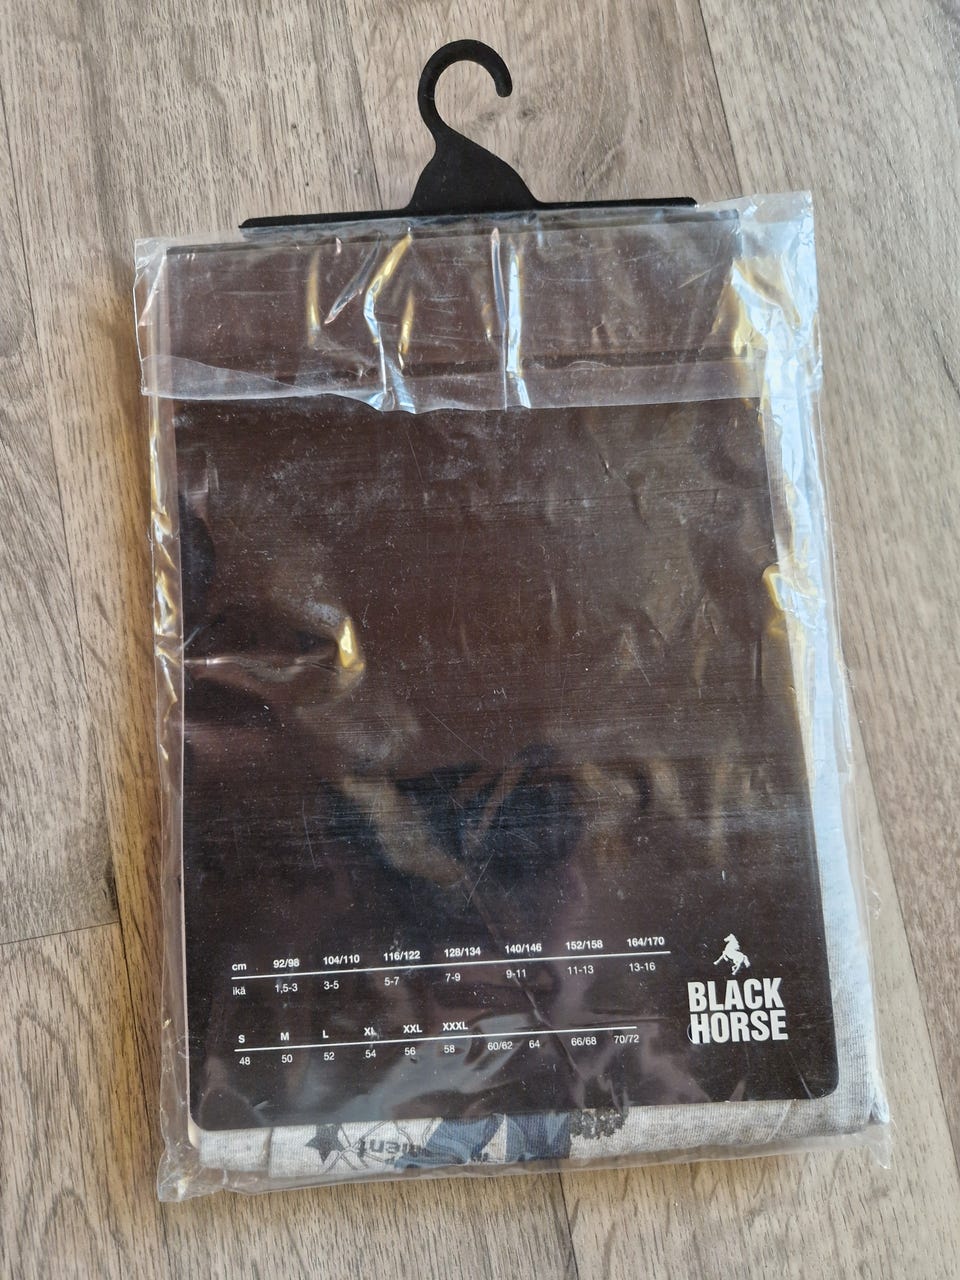 cm 92/98 104/110 116/122 128/134 140/146 152/158 164/170
ikä 1,5-3 3-5 5-7 7-9 9-11 11-13 13-16
S M L XL XXL XXXL
48 50 52 54 56 58 60/62 64 66/68 70/72
BLACK
HORSE